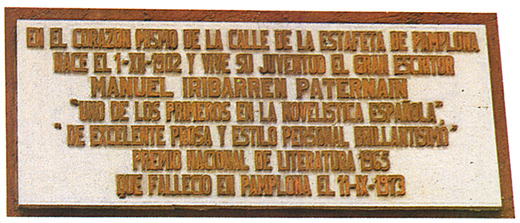 EN EL CORAZON MISMO DE LA CALLE DE LA ESTAFETA DE PAMPLONA
NACE EL 1-XII-1902 Y VIVE SU JUVENTUD EL GRAN ESCRITOR
MANUEL IRIBARREN PATERNAIN
"UNO DE LOS PRIMEROS EN LA NOVELISTICA ESPAÑOLA",
"DE EXCELENTE PROSA Y ESTILO PERSONAL, BRILLANTISIMO"
PREMIO NACIONAL DE LITERATURA 1965
QUE FALLECIO EN PAMPLONA EL 11-IX-1973